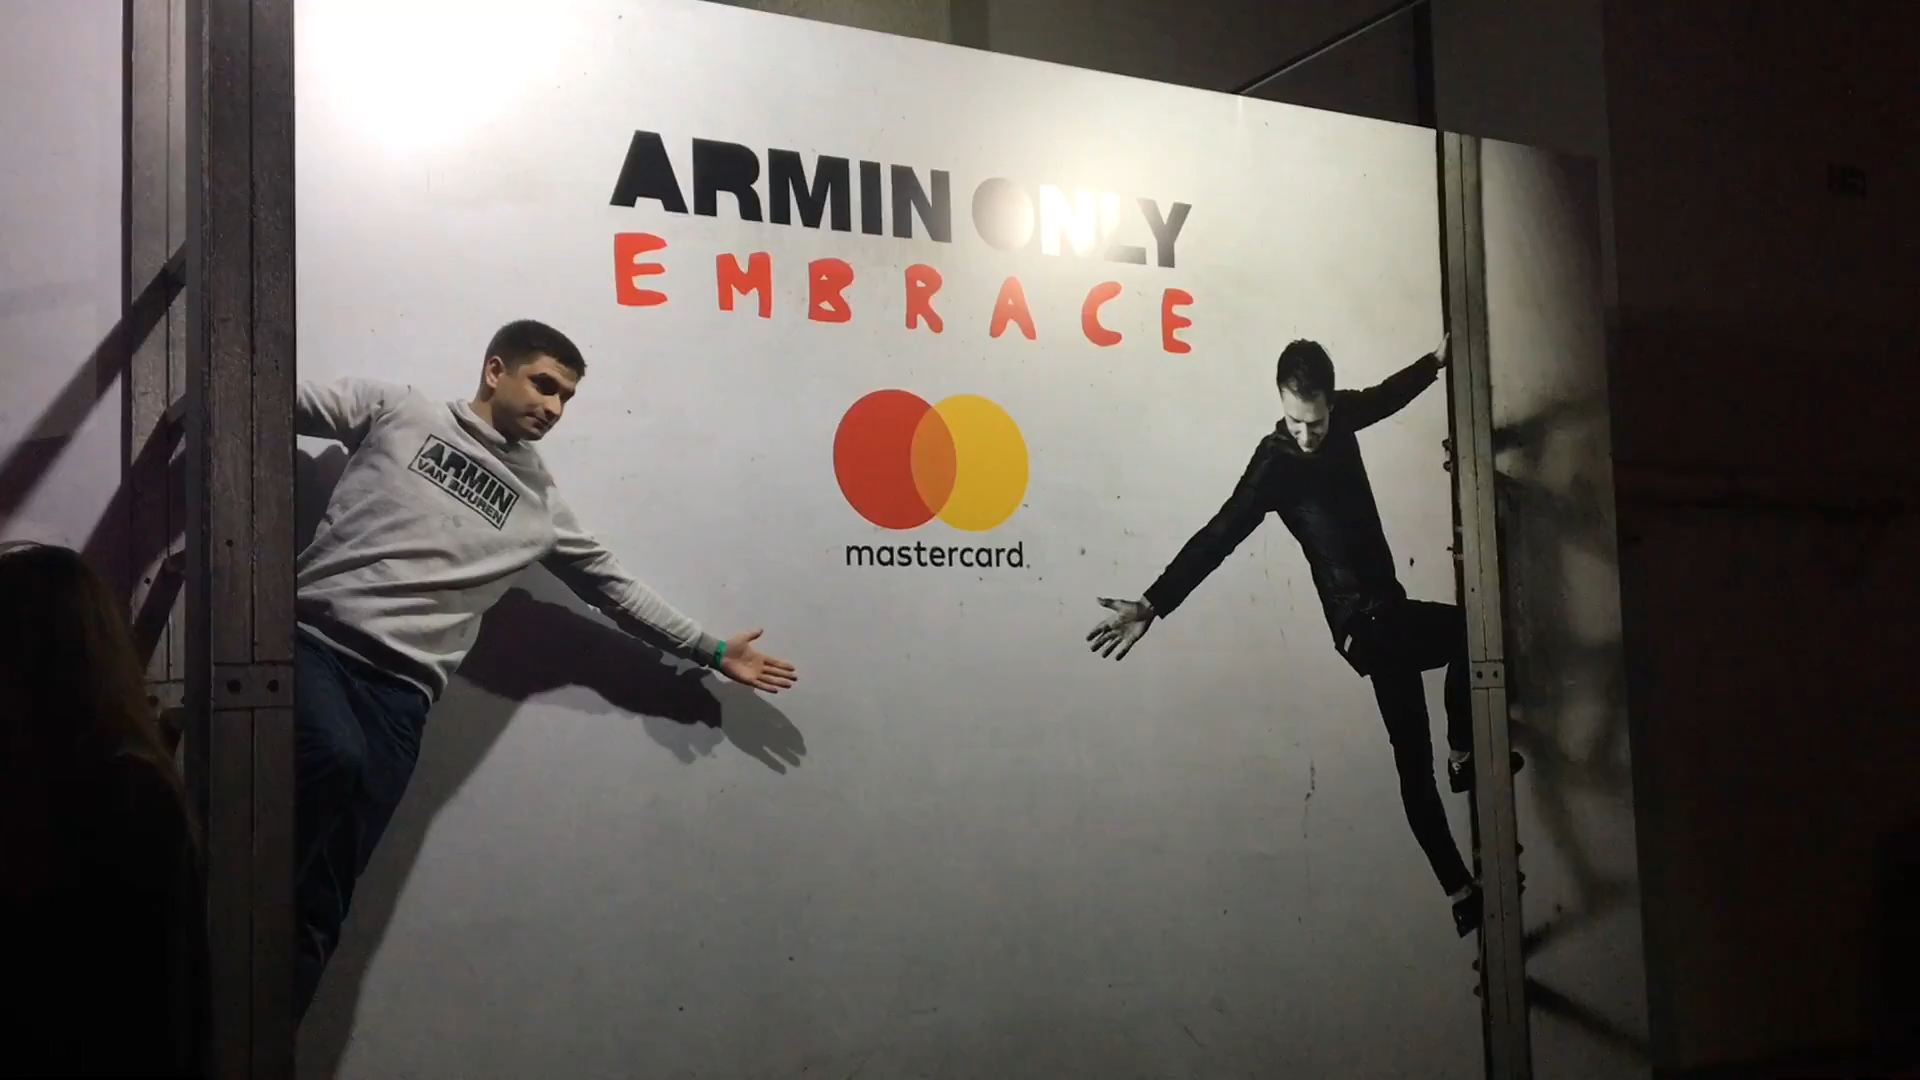 ARMIN ONLY
EMBRACE
ARMIN
VAN BUUREN
mastercard.